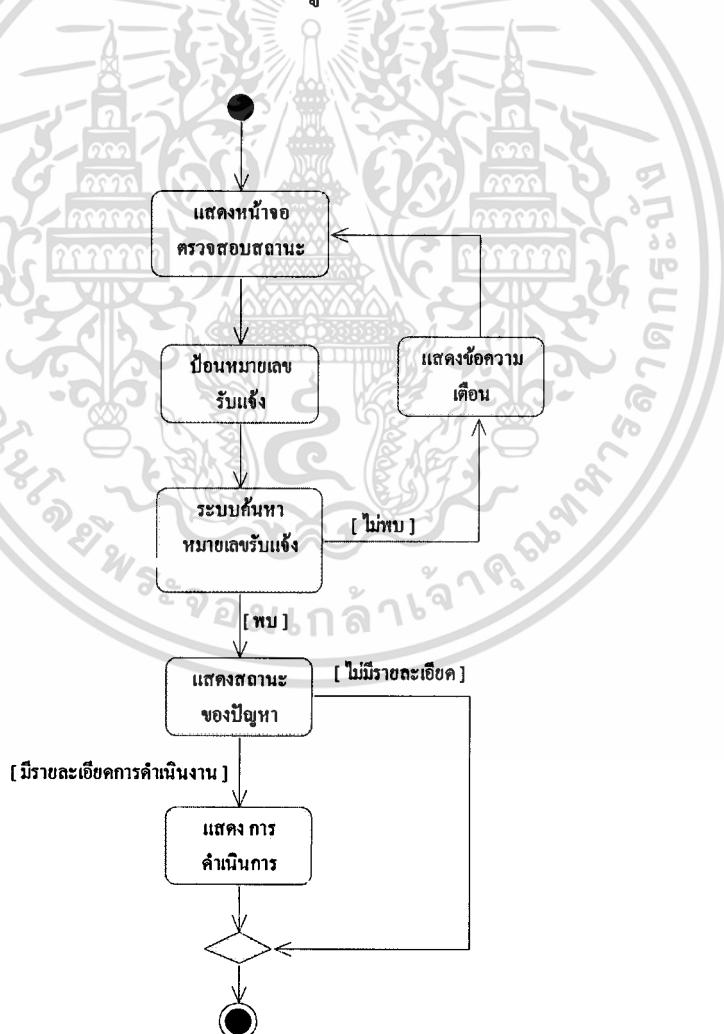 แสดงหน้าจอ
ตรวจสอบสถานะ
ป้อนหมายเลข
รับแจ้ง
แสดงข้อความ
เตือน
ระบบค้นหา
หมายเลขรับแจ้ง
[ ไม่พบ ]
[ พบ ]
แสดงสถานะ
ของปัญหา
[ ไม่มีรายละเอียด ]
[ มีรายละเอียดการดำเนินงาน ]
แสดง การ
ดำเนินการ